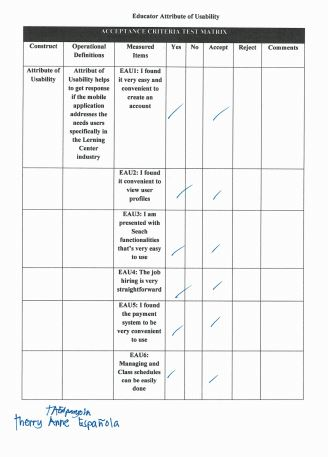 Educator Attribute of Usability
ACCEPTANCE CRITERIA TEST MATRIX
Construct Operational Definitions Measured Items Yes No Accept Reject Comments
Attribute of
Usability
Attribut of
Usability helps
to get response
if the mobile
application
addresses the
needs users
specifically in
the Lerning
Center
industry
EAU1: I found
it very easy and
convenient to
create an
account
EAU2: I found
it convenient to
view user
profiles
EAU3: I am
presented with
Seach
functionalities
that's very easy
to use
EAU4: The job
hiring is very
straightforward
EAU5: I found
the payment
system to be
very convenient
to use
EAU6:
Managing and
Class schedules
can be easily
done
Therry Anne Española